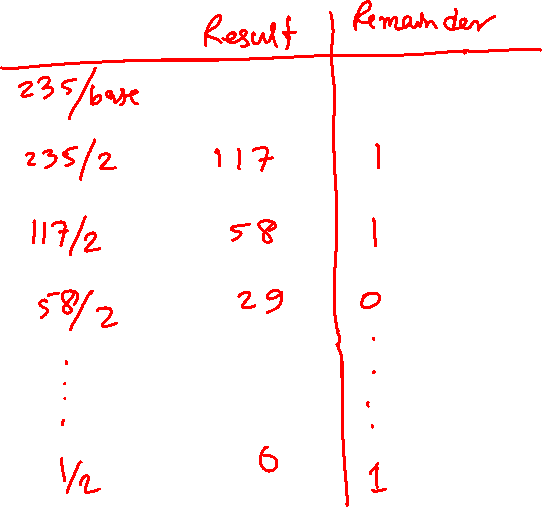 Result Remainder
235/base
235/2 117 1
117/2 58 1
58/2 29 0
1/2 0 1